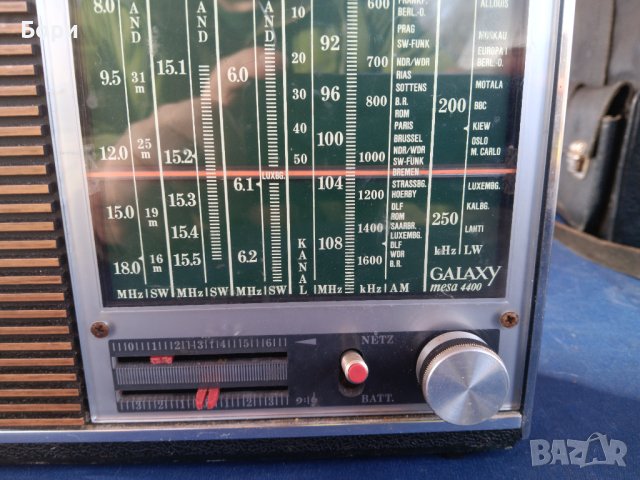 Бори
8.0
9.5
12.0
15.0
18.0
MHz
AND
31 m
25 m
19 m
16 m
SW
15.1
15.2
15.3
15.4
15.5
MHz
AND
SW
6.0
6.1
6.2
MHz
AND
LUXBG.
SW
10
20
30
40
50
KANAL
92
96
100
104
108
MHz
600
700
800
1000
1200
1400
1600
kHz
BERL.-O.
PRAG
SW-FUNK
NDR/WDR
RIAS
SOTTENS
B.R.
ROM
PARIS
BRUSSEL
NDR/WDR
SW-FUNK
BREMEN
STRASSBG.
HOERBY
DLF
ROM
SAARBR.
LUXEMBG.
DLF
WDR
B.R.
AM
200
250
kHz
ALLOUIS
MOSKAU
EUROPA I
BERL.-O.
MOTALA
BBC
KIEW
OSLO
M. CARLO
LUXEMBG.
KALBG.
LAHTI
LW
GALAXY
mesa 4400
NETZ
BATT.
BAZAR